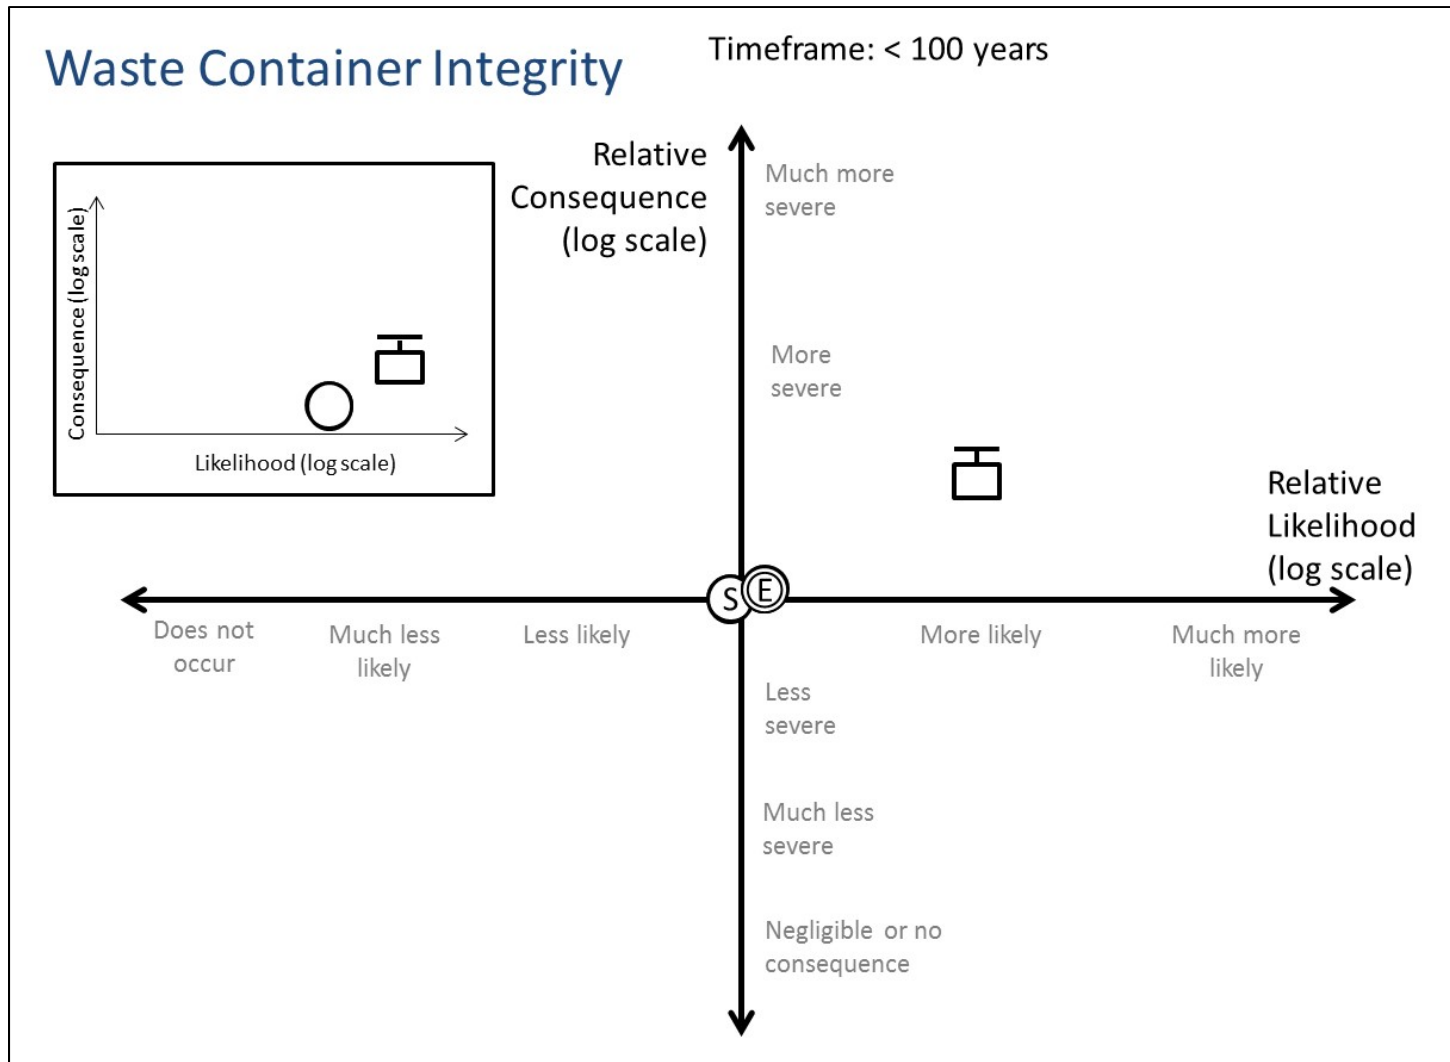 Waste Container Integrity
Timeframe: < 100 years
Consequence (log scale)
Likelihood (log scale)
Relative
Consequence
(log scale)
Much more
severe
More
severe
Relative
Likelihood
(log scale)
S
E
Does not
occur
Much less
likely
Less likely
More likely
Much more
likely
Less
severe
Much less
severe
Negligible or no
consequence